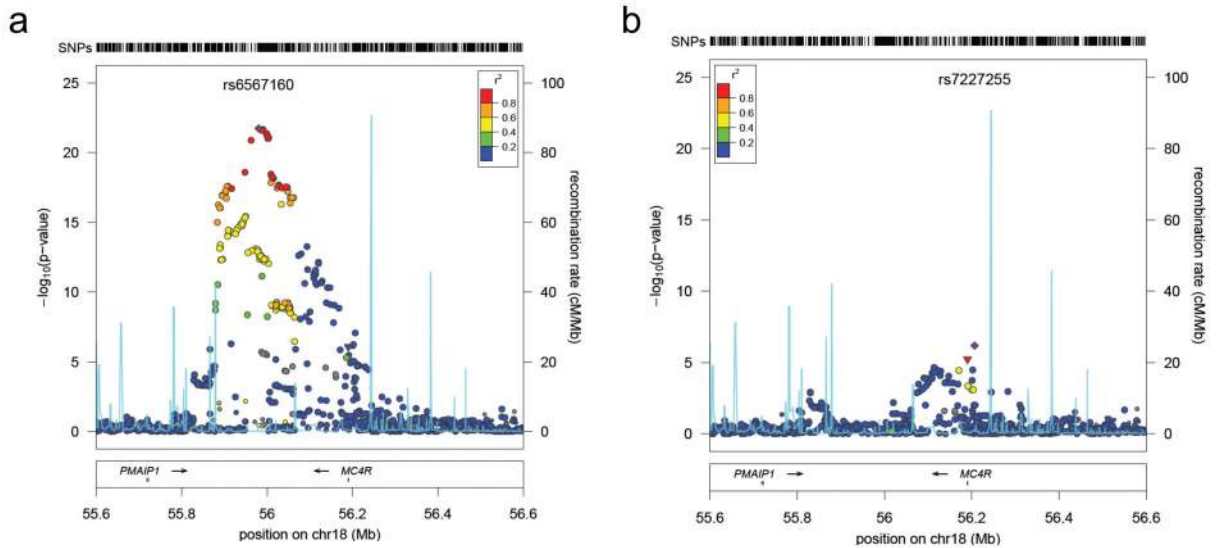 a
SNPs
rs6567160
r²
0.8
0.6
0.4
0.2
25
20
15
10
5
0
−log₁₀(p−value)
100
80
60
40
20
0
recombination rate (cM/Mb)
PMAIP1 → ← MC4R
55.6 55.8 56 56.2 56.4 56.6
position on chr18 (Mb)
b
SNPs
rs7227255
r²
0.8
0.6
0.4
0.2
25
20
15
10
5
0
−log₁₀(p−value)
100
80
60
40
20
0
recombination rate (cM/Mb)
PMAIP1 → ← MC4R
55.6 55.8 56 56.2 56.4 56.6
position on chr18 (Mb)